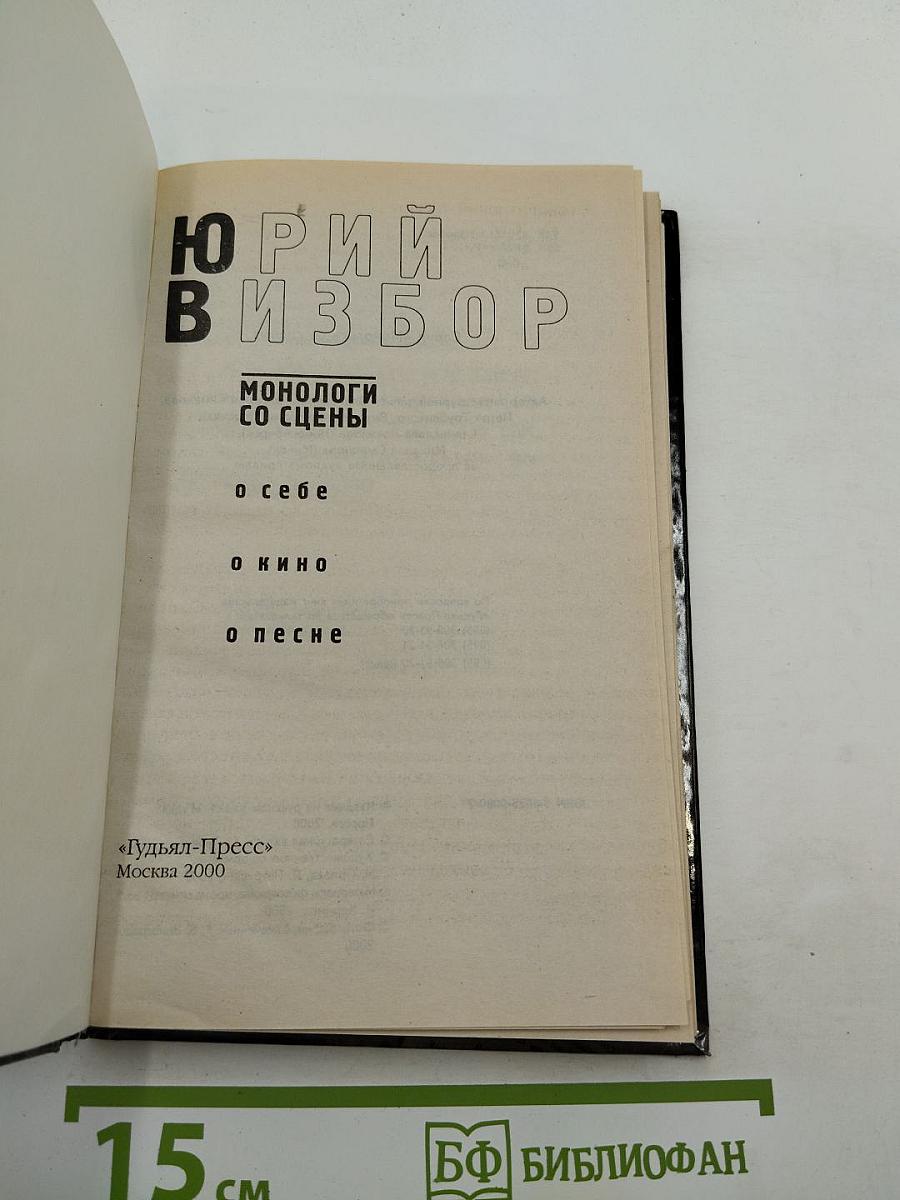 ЮРИЙ
ВИЗБОР
МОНОЛОГИ
СО СЦЕНЫ
о себе
о кино
о песне
«Гудьял-Пресс»
Москва 2000
15 см
БФ БИБЛИОФАН